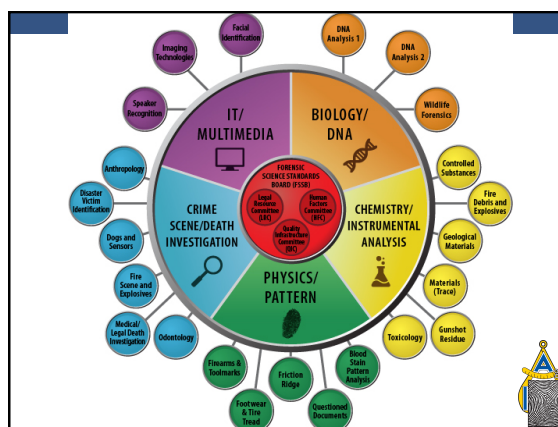 Facial
Identification
Imaging
Technologies
Speaker
Recognition
IT/
MULTIMEDIA
DNA
Analysis 1
DNA
Analysis 2
Wildlife
Forensics
BIOLOGY/
DNA
FORENSIC
SCIENCE STANDARDS
BOARD (FSSB)
Legal
Resource
Committee
(LRC)
Human
Factors
Committee
(HFC)
Quality
Infrastructure
Committee
(QIC)
Anthropology
Disaster
Victim
Identification
Dogs and
Sensors
Fire
Scene and
Explosives
Medical/
Legal Death
Investigation
Odontology
CRIME
SCENE/DEATH
INVESTIGATION
Controlled
Substances
Fire
Debris and
Explosives
Geological
Materials
Materials
(Trace)
Gunshot
Residue
Toxicology
CHEMISTRY/
INSTRUMENTAL
ANALYSIS
PHYSICS/
PATTERN
Firearms &
Toolmarks
Footwear
& Tire
Tread
Friction
Ridge
Questioned
Documents
Blood
Stain
Pattern
Analysis
A